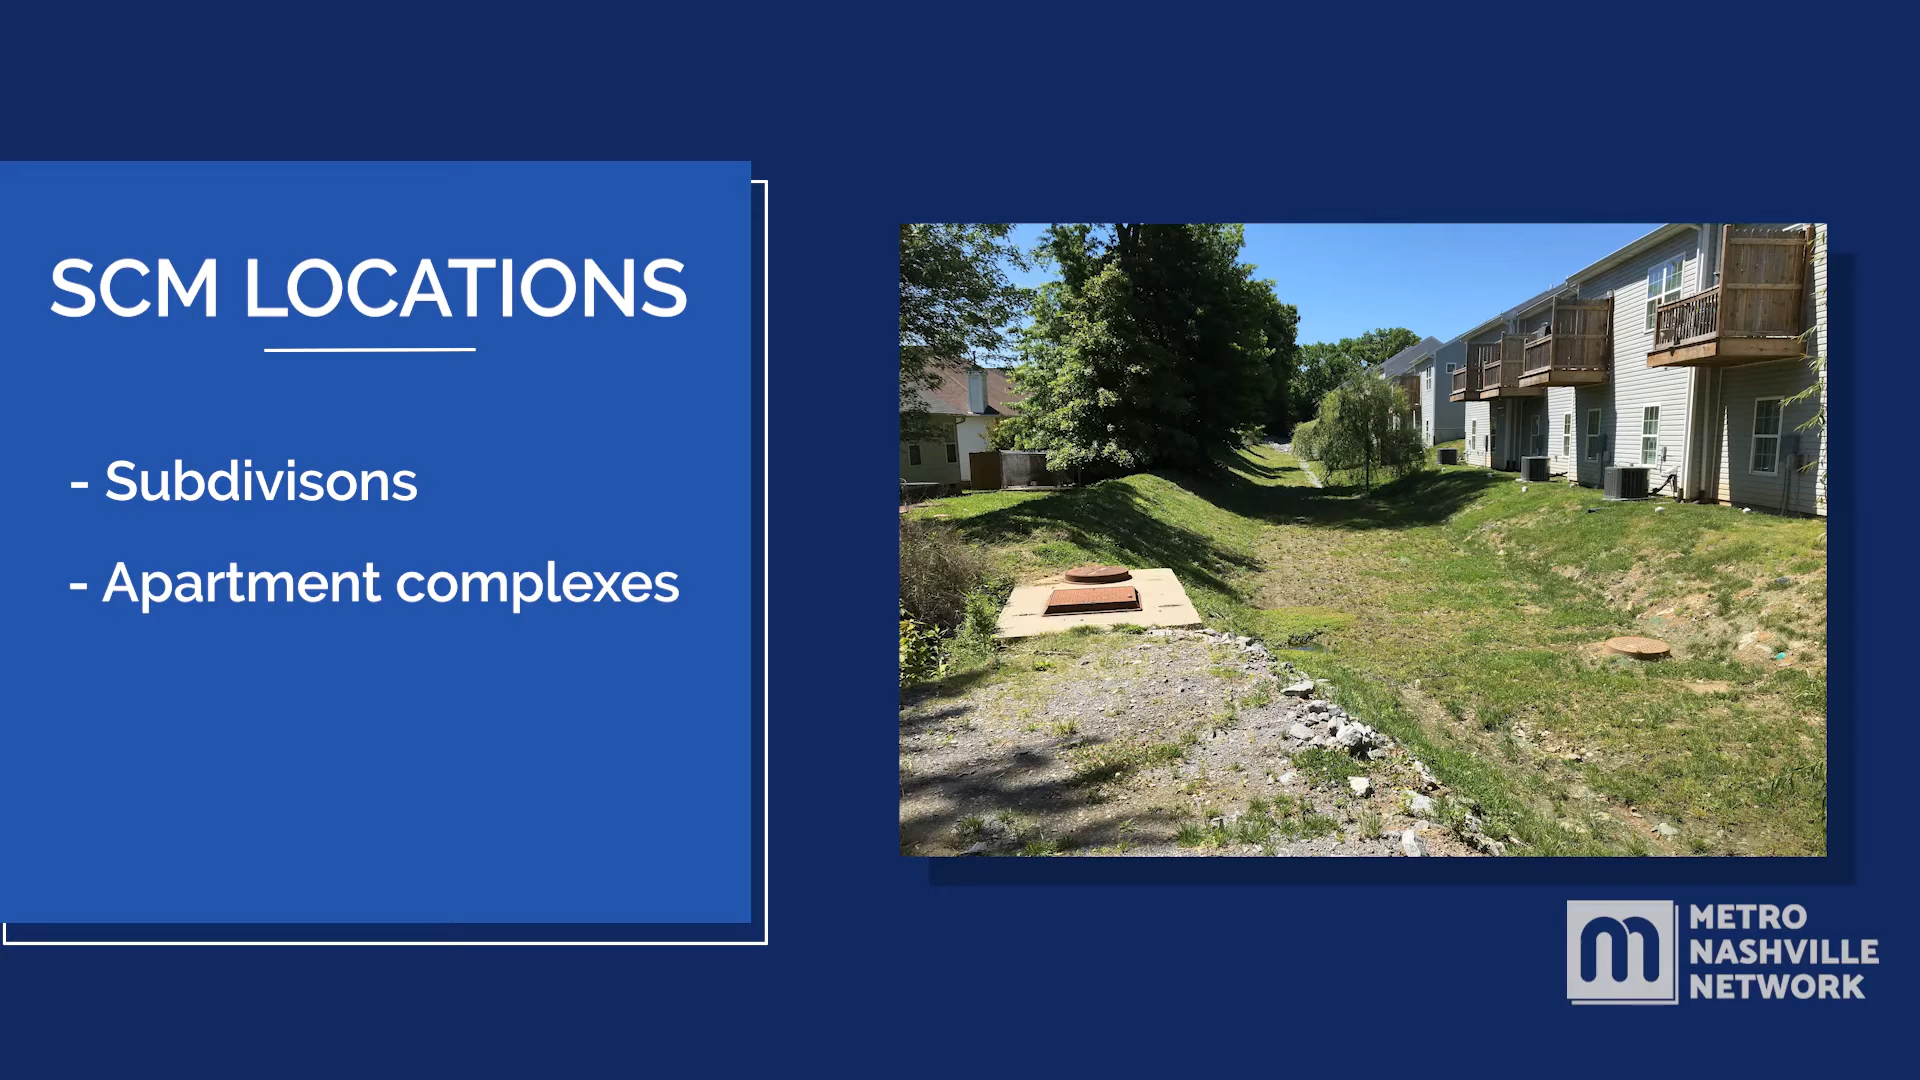 SCM LOCATIONS
- Subdivisons
- Apartment complexes
METRO
NASHVILLE
NETWORK